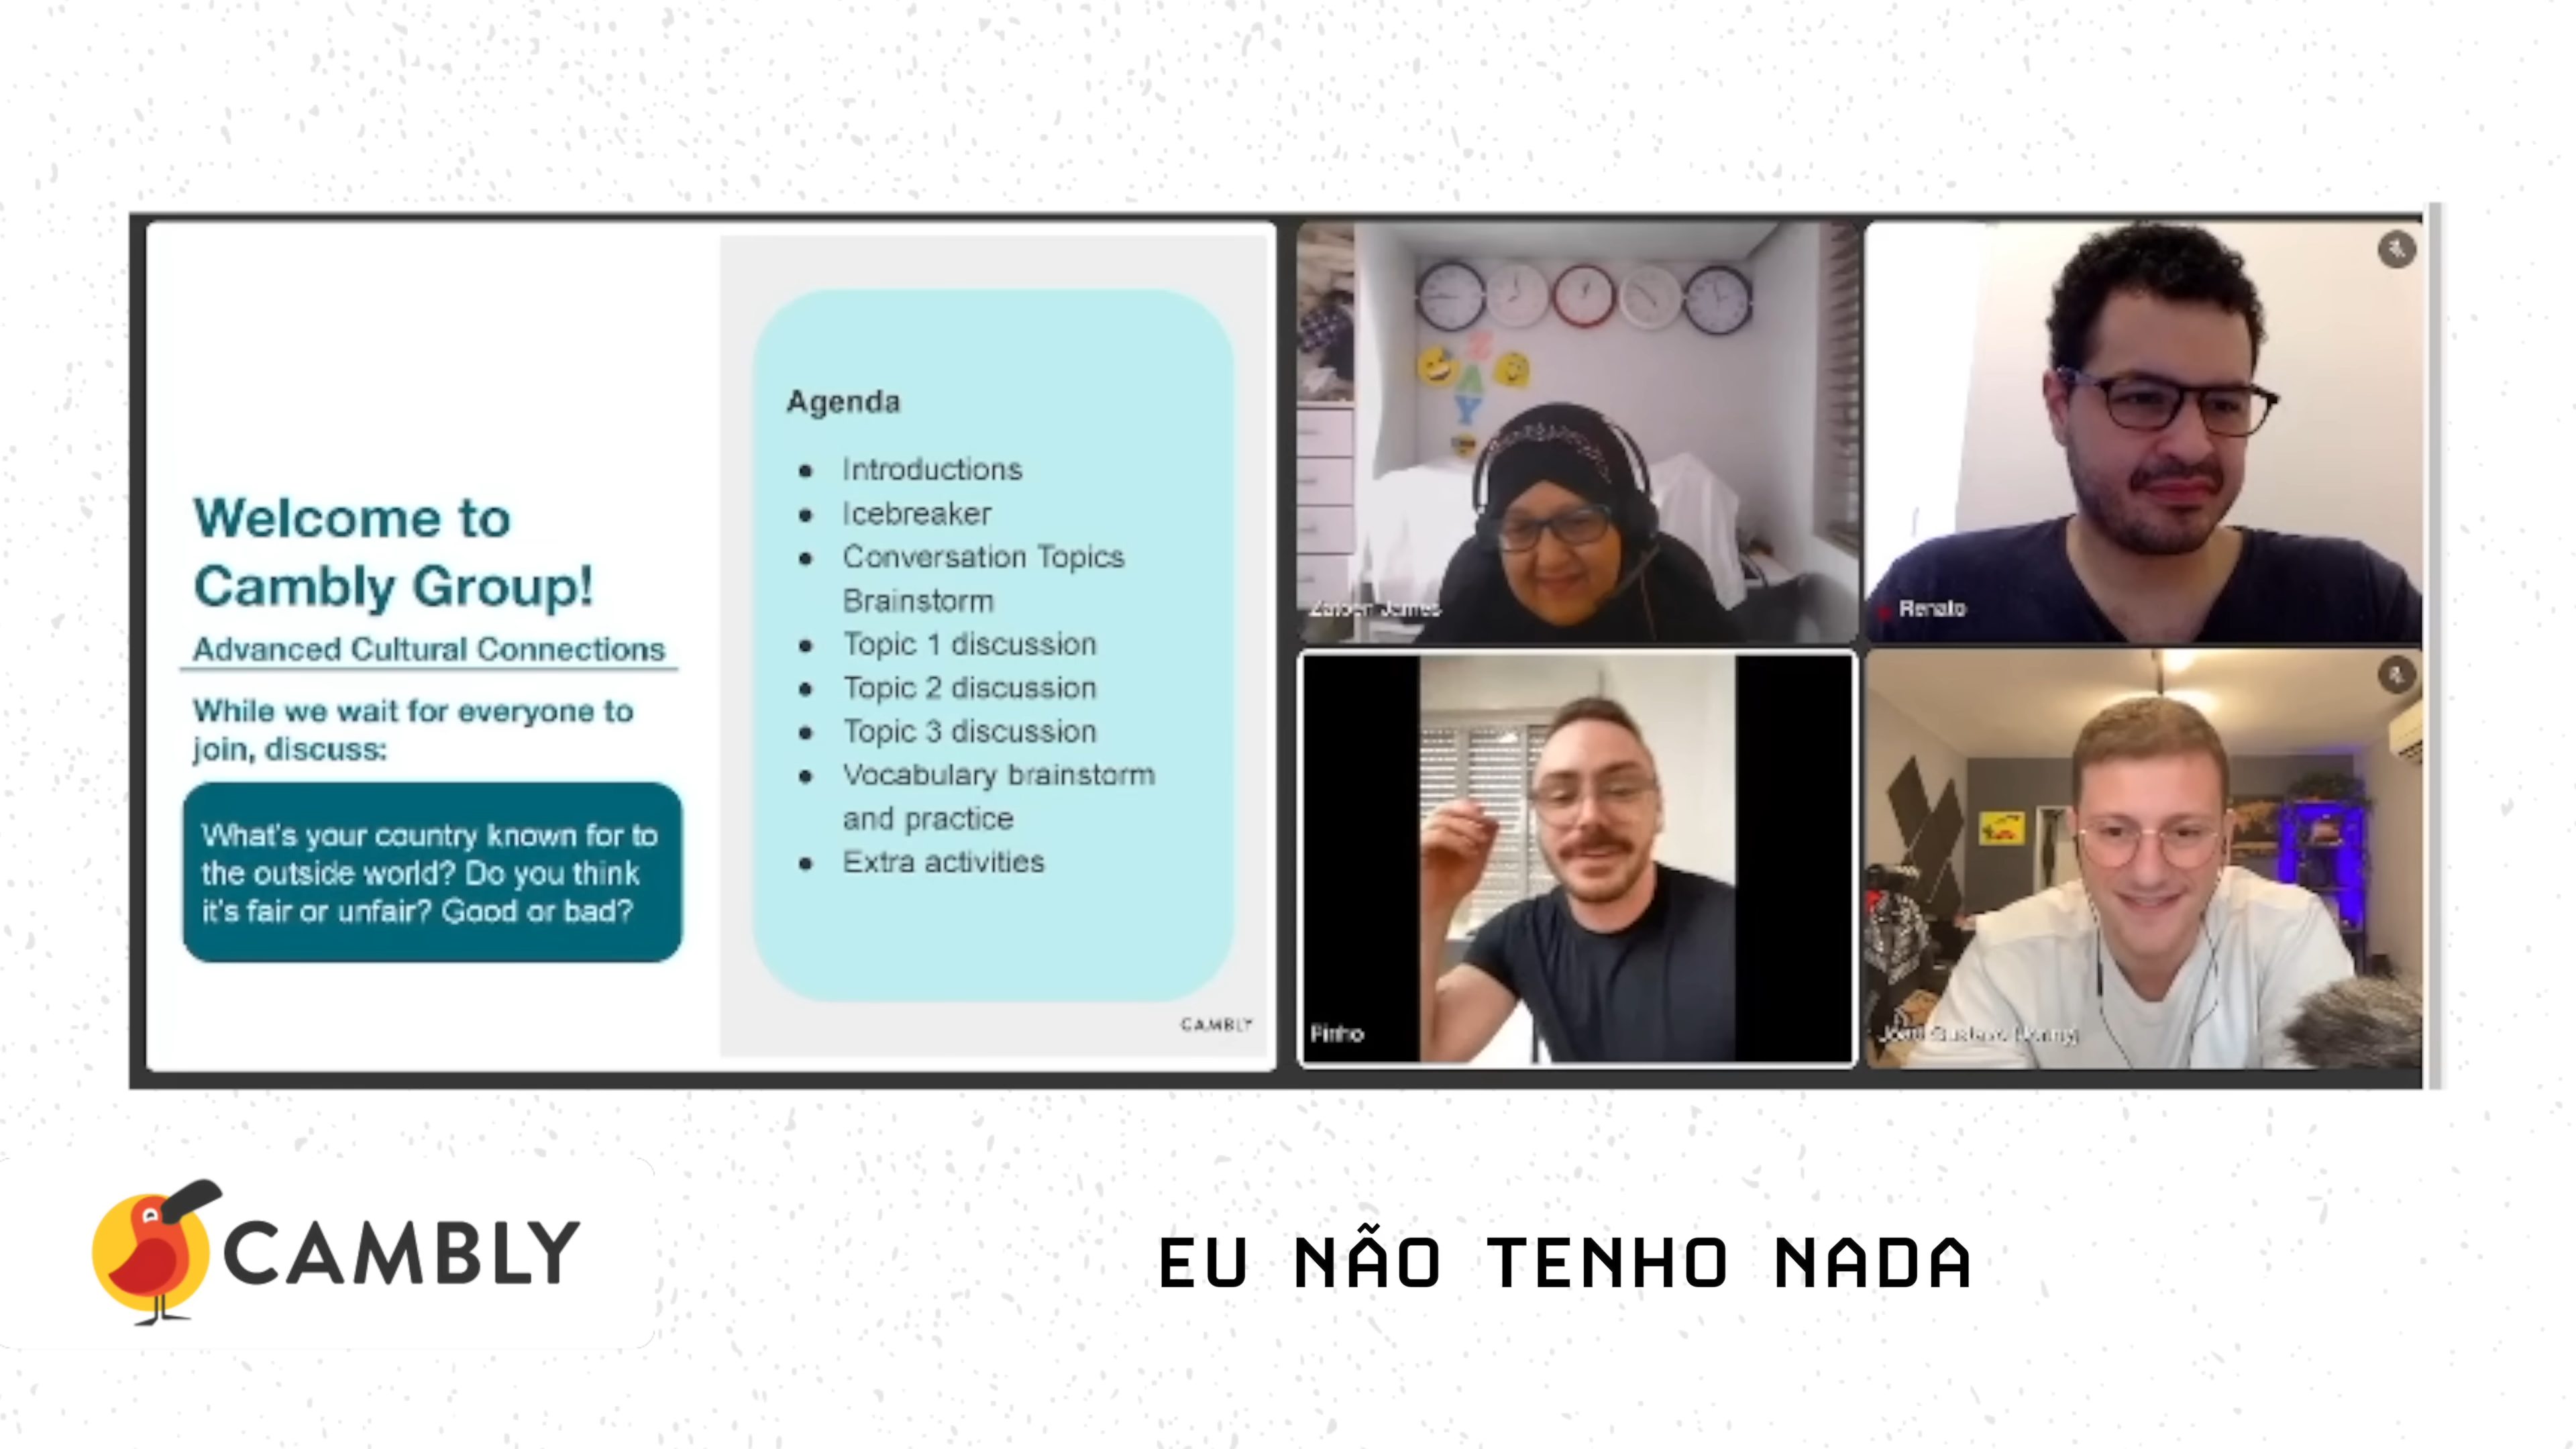 Welcome to
Cambly Group!
Advanced Cultural Connections
While we wait for everyone to
join, discuss:
What's your country known for to
the outside world? Do you think
it's fair or unfair? Good or bad?
Agenda
• Introductions
• Icebreaker
• Conversation Topics
Brainstorm
• Topic 1 discussion
• Topic 2 discussion
• Topic 3 discussion
• Vocabulary brainstorm
and practice
• Extra activities
CAMBLY
Z
A
Y
James
Renato
Pinho
Gustavo
CAMBLY
EU NÃO TENHO NADA